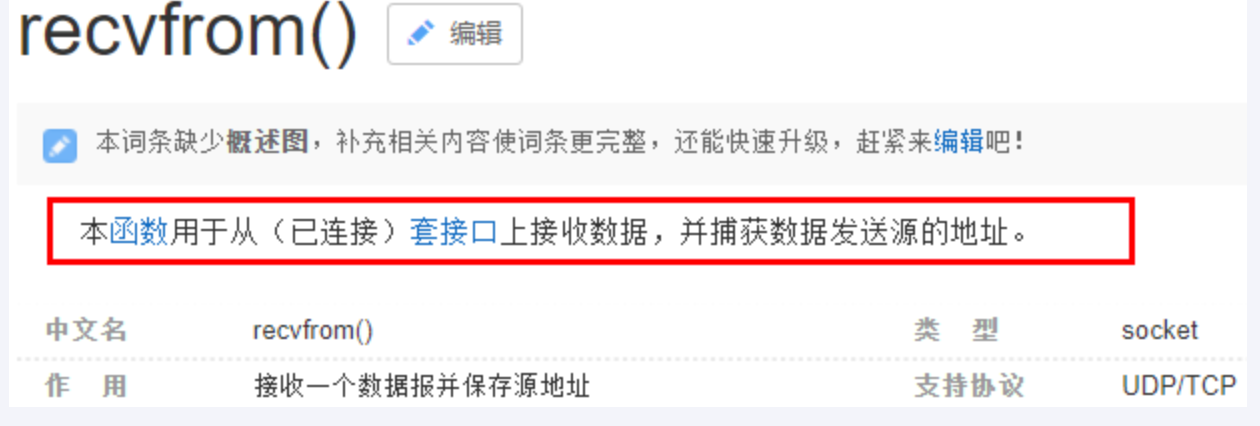 recvfrom() 编辑
本词条缺少概述图，补充相关内容使词条更完整，还能快速升级，赶紧来编辑吧！
本函数用于从（已连接）套接口上接收数据，并捕获数据发送源的地址。
中文名 recvfrom() 类 型 socket
作 用 接收一个数据报并保存源地址 支持协议 UDP/TCP